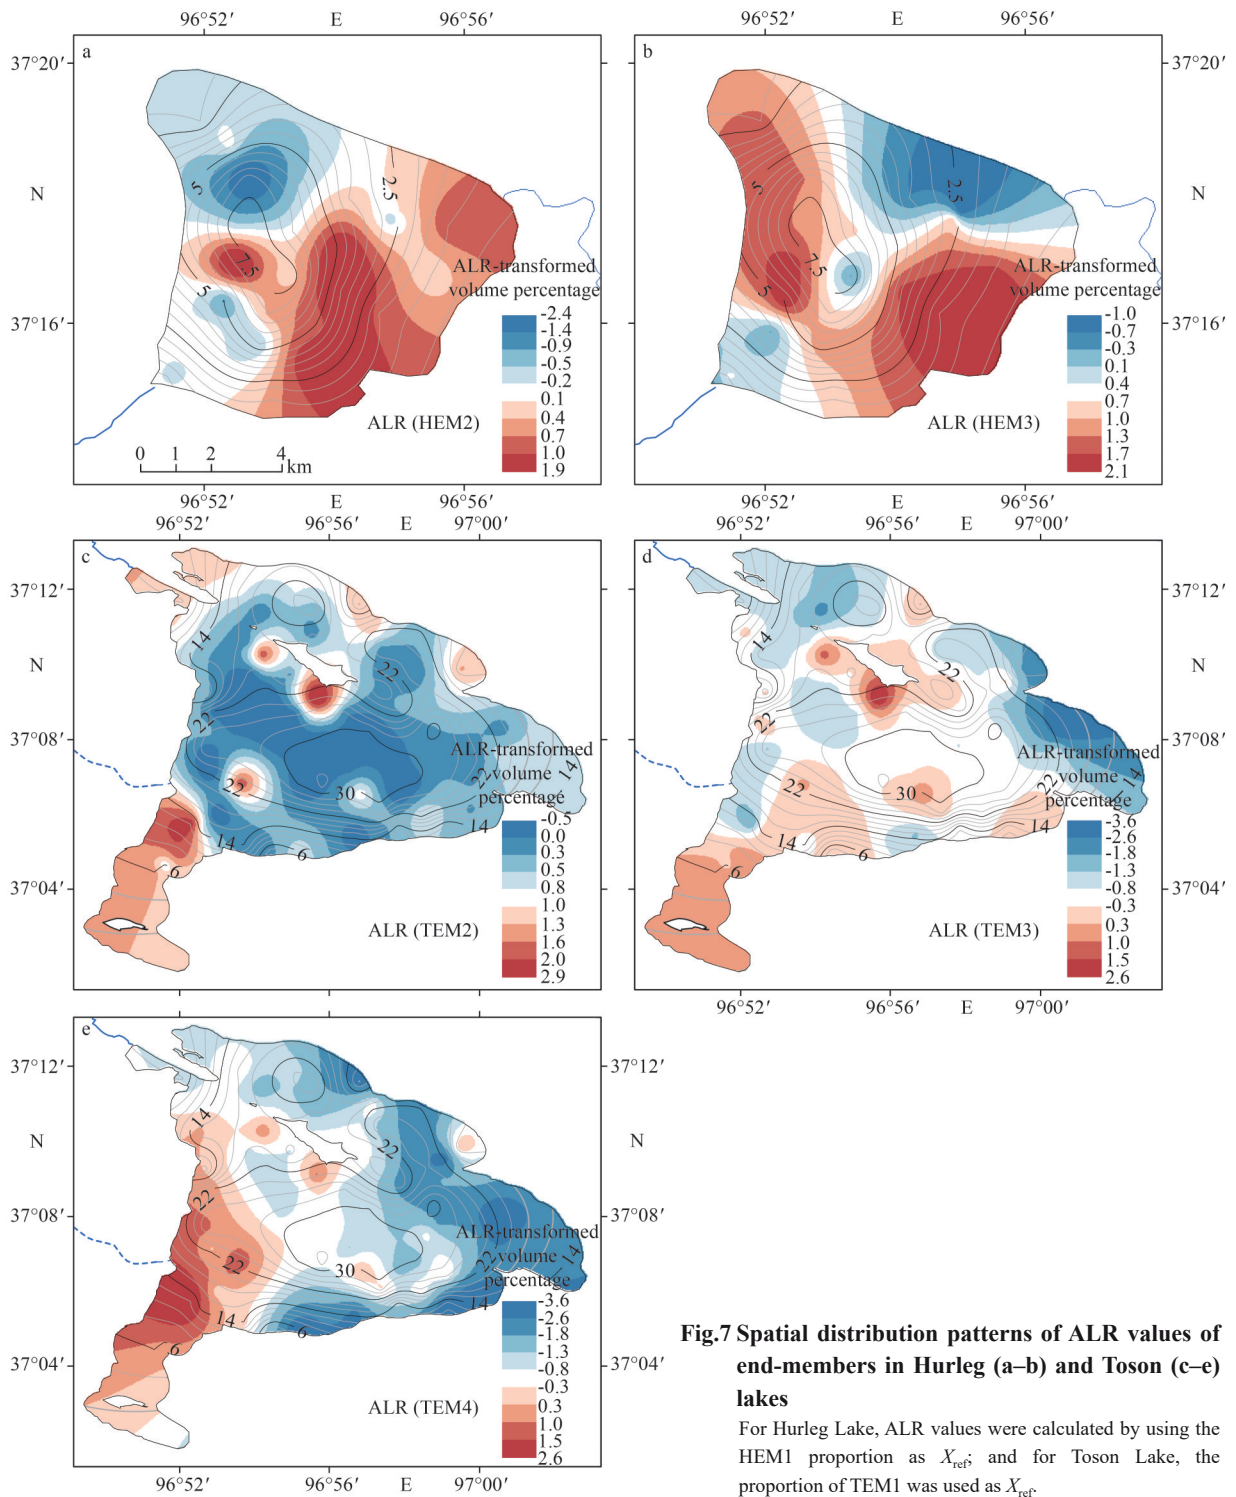 96°52′ E 96°56′
a
37°20′
N
37°16′
5
2.5
7.5
5
ALR-transformed
volume percentage
-2.4
-1.4
-0.9
-0.5
-0.2
0.1
0.4
0.7
1.0
1.9
ALR (HEM2)
0 1 2 4
km
96°52′ E 96°56′
96°52′ E 96°56′
b
37°20′
N
37°16′
5
2.5
7.5
5
ALR-transformed
volume percentage
-1.0
-0.7
-0.3
0.1
0.4
0.7
1.0
1.3
1.7
2.1
ALR (HEM3)
96°52′ E 96°56′
96°52′ 96°56′ E 97°00′
c
37°12′
N
37°08′
37°04′
14
22
22
22
30
22
14
14
14
6
6
ALR-transformed
volume
percentage
-0.5
0.0
0.3
0.5
0.8
1.0
1.3
1.6
2.0
2.9
ALR (TEM2)
d
37°12′
N
37°08′
37°04′
14
22
22
22
30
22
14
14
14
6
6
ALR-transformed
volume
percentage
-3.6
-2.6
-1.8
-1.3
-0.8
-0.3
0.3
1.0
1.5
2.6
ALR (TEM3)
96°52′ 96°56′ E 97°00′
e
37°12′
N
37°08′
37°04′
37°12′
N
37°08′
37°04′
14
22
22
22
30
22
14
14
14
6
6
ALR-transformed
volume
percentage
-3.6
-2.6
-1.8
-1.3
-0.8
-0.3
0.3
1.0
1.5
2.6
ALR (TEM4)
96°52′ 96°56′ E 97°00′
Fig.7 Spatial distribution patterns of ALR values of
end-members in Hurleg (a–b) and Toson (c–e)
lakes
For Hurleg Lake, ALR values were calculated by using the
HEM1 proportion as Xref; and for Toson Lake, the
proportion of TEM1 was used as Xref.